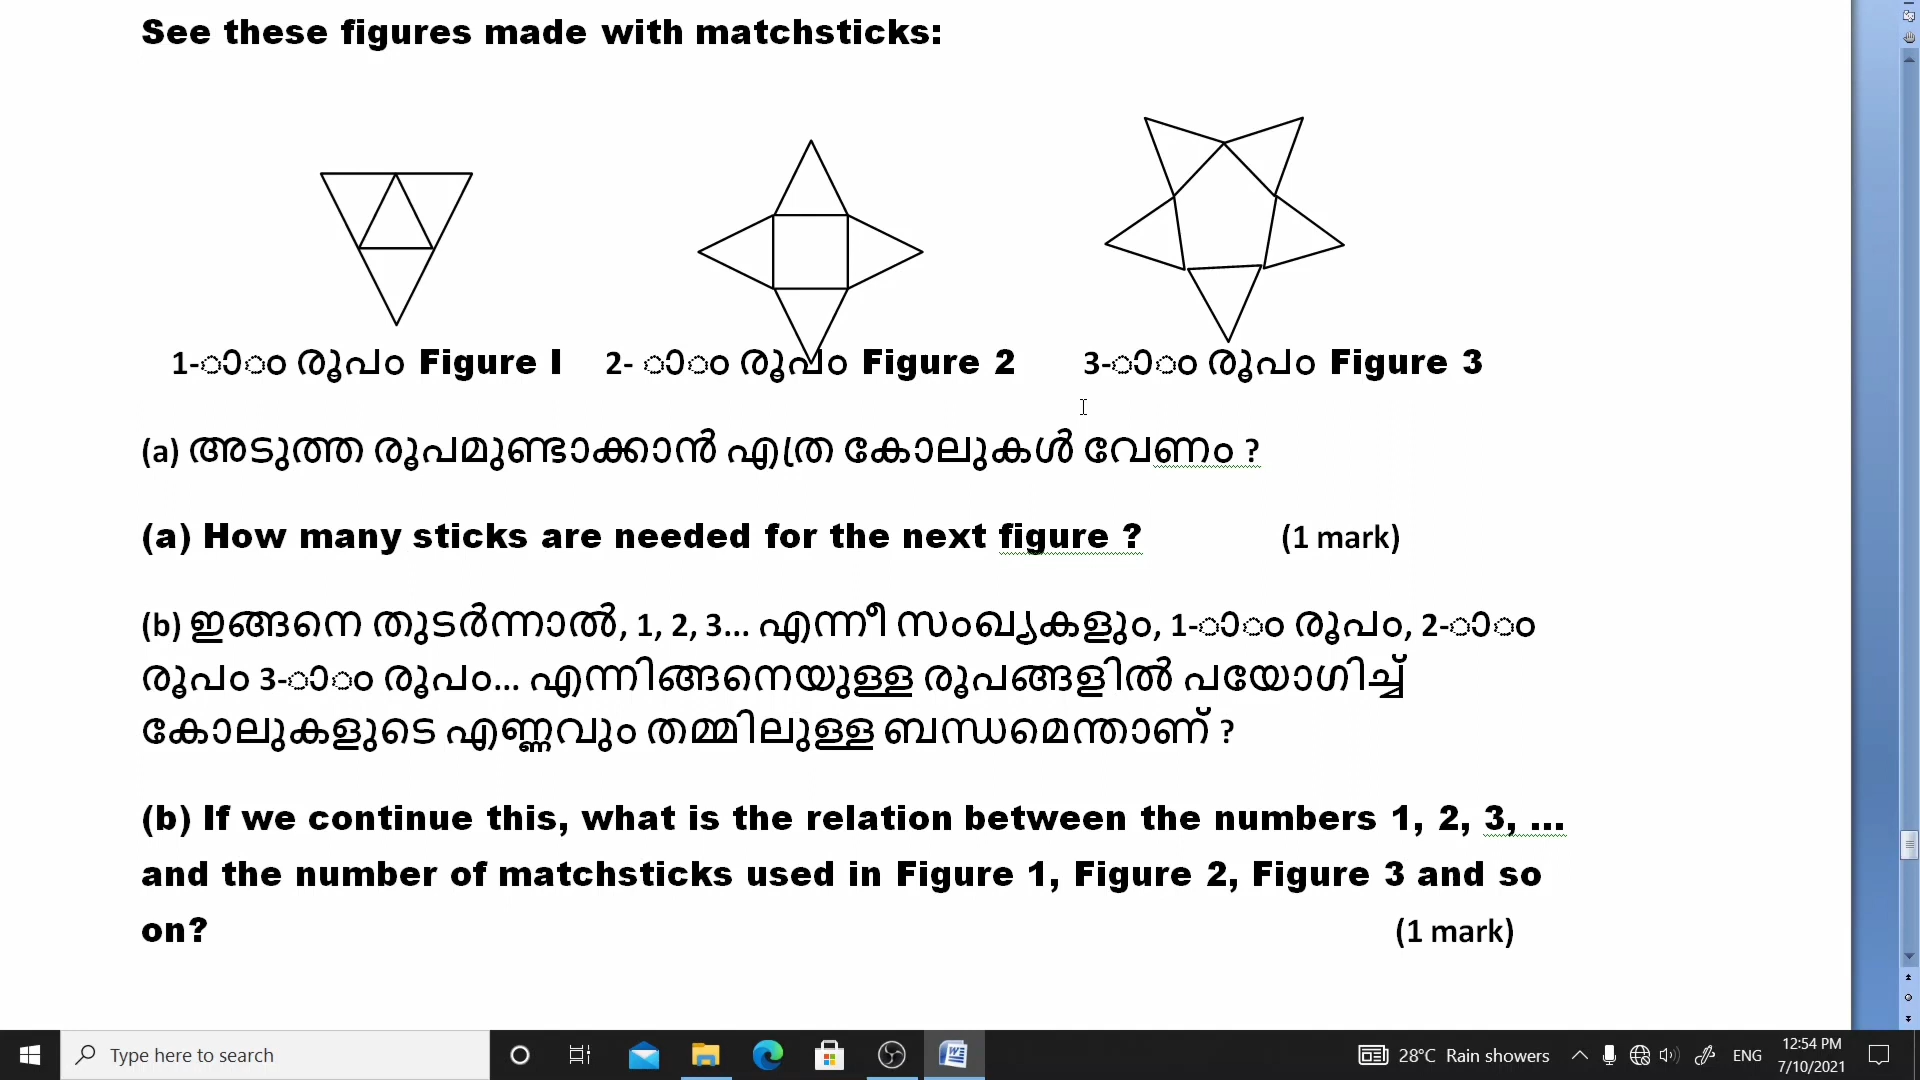 See these figures made with matchsticks:
1-ാം രൂപം Figure I 2- ാം രൂപം Figure 2 3-ാം രൂപം Figure 3
(a) അടുത്ത രൂപമുണ്ടാക്കാൻ എത്ര കോലുകൾ വേണം ?
(a) How many sticks are needed for the next figure ? (1 mark)
(b) ഇങ്ങനെ തുടർന്നാൽ, 1, 2, 3... എന്നീ സംഖ്യകളും, 1-ാം രൂപം, 2-ാം
രൂപം 3-ാം രൂപം... എന്നിങ്ങനെയുള്ള രൂപങ്ങളിൽ പയോഗിച്ച്
കോലുകളുടെ എണ്ണവും തമ്മിലുള്ള ബന്ധമെന്താണ് ?
(b) If we continue this, what is the relation between the numbers 1, 2, 3, ...
and the number of matchsticks used in Figure 1, Figure 2, Figure 3 and so
on? (1 mark)
Type here to search
28°C Rain showers
ENG
12:54 PM
7/10/2021